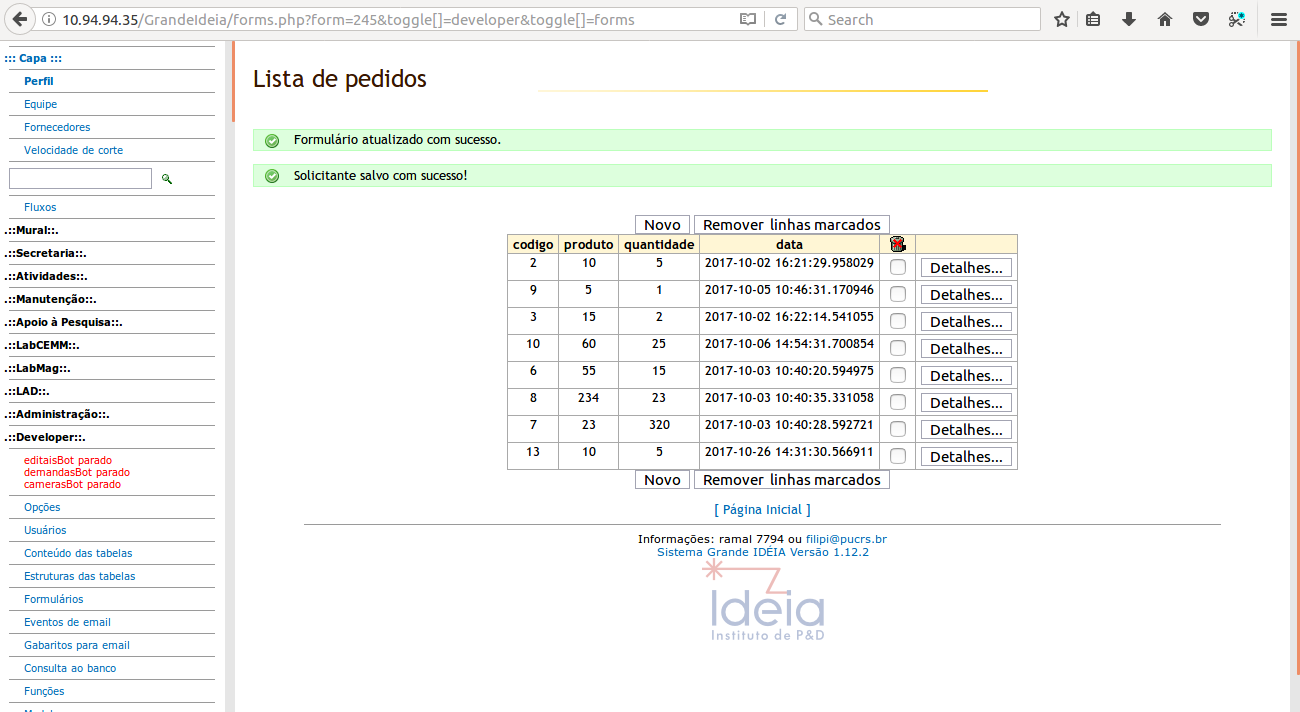 10.94.94.35/GrandeIdeia/forms.php?form=245&toggle[]=developer&toggle[]=forms
Search
::: Capa :::
Perfil
Equipe
Fornecedores
Velocidade de corte
Fluxos
.::Mural::.
.::Secretaria::.
.::Atividades::.
.::Manutenção::.
.::Apoio à Pesquisa::.
.::LabCEMM::.
.::LabMag::.
.::LAD::.
.::Administração::.
.::Developer::.
editaisBot parado
demandasBot parado
camerasBot parado
Opções
Usuários
Conteúdo das tabelas
Estruturas das tabelas
Formulários
Eventos de email
Gabaritos para email
Consulta ao banco
Funções
Lista de pedidos
Formulário atualizado com sucesso.
Solicitante salvo com sucesso!
Novo Remover linhas marcados
codigo produto quantidade data
2 10 5 2017-10-02 16:21:29.958029 Detalhes...
9 5 1 2017-10-05 10:46:31.170946 Detalhes...
3 15 2 2017-10-02 16:22:14.541055 Detalhes...
10 60 25 2017-10-06 14:54:31.700854 Detalhes...
6 55 15 2017-10-03 10:40:20.594975 Detalhes...
8 234 23 2017-10-03 10:40:35.331058 Detalhes...
7 23 320 2017-10-03 10:40:28.592721 Detalhes...
13 10 5 2017-10-26 14:31:30.566911 Detalhes...
Novo Remover linhas marcados
[ Página Inicial ]
Informações: ramal 7794 ou filipi@pucrs.br
Sistema Grande IDÉIA Versão 1.12.2
Ideia
Instituto de P&D